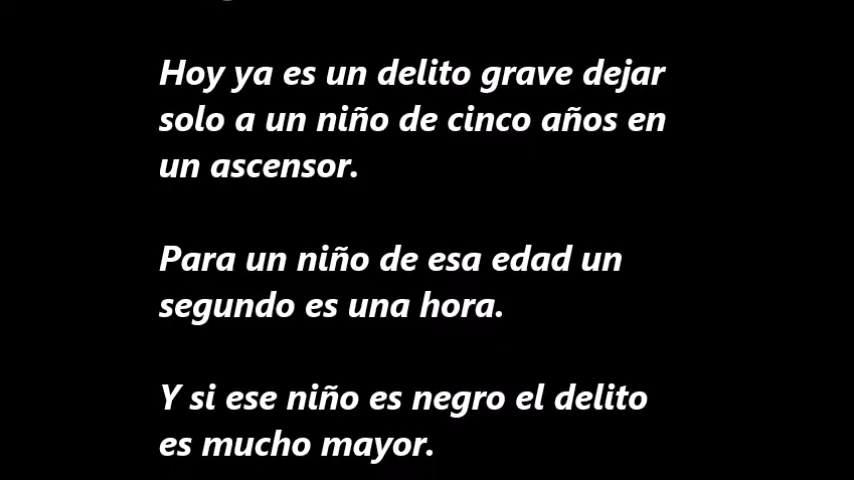 Hoy ya es un delito grave dejar
solo a un niño de cinco años en
un ascensor.
Para un niño de esa edad un
segundo es una hora.
Y si ese niño es negro el delito
es mucho mayor.